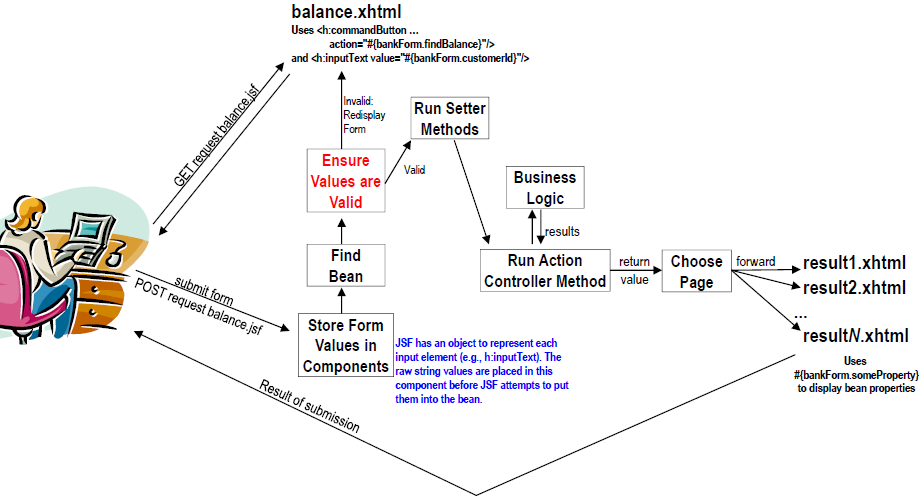 balance.xhtml
Uses <h:commandButton …
action="#{bankForm.findBalance}"/>
and <h:inputText value="#{bankForm.customerId}"/>
GET request balance.jsf
Invalid:
Redisplay
Form
Run Setter
Methods
Ensure
Values are
Valid
Valid
Business
Logic
results
Find
Bean
Run Action
Controller Method
return
value
Choose
Page
forward
result1.xhtml
result2.xhtml
...
resultN.xhtml
Uses
#{bankForm.someProperty}
to display bean properties
submit form
POST request balance.jsf
Store Form
Values in
Components
JSF has an object to represent each
input element (e.g., h:inputText). The
raw string values are placed in this
component before JSF attempts to put
them into the bean.
Result of submission